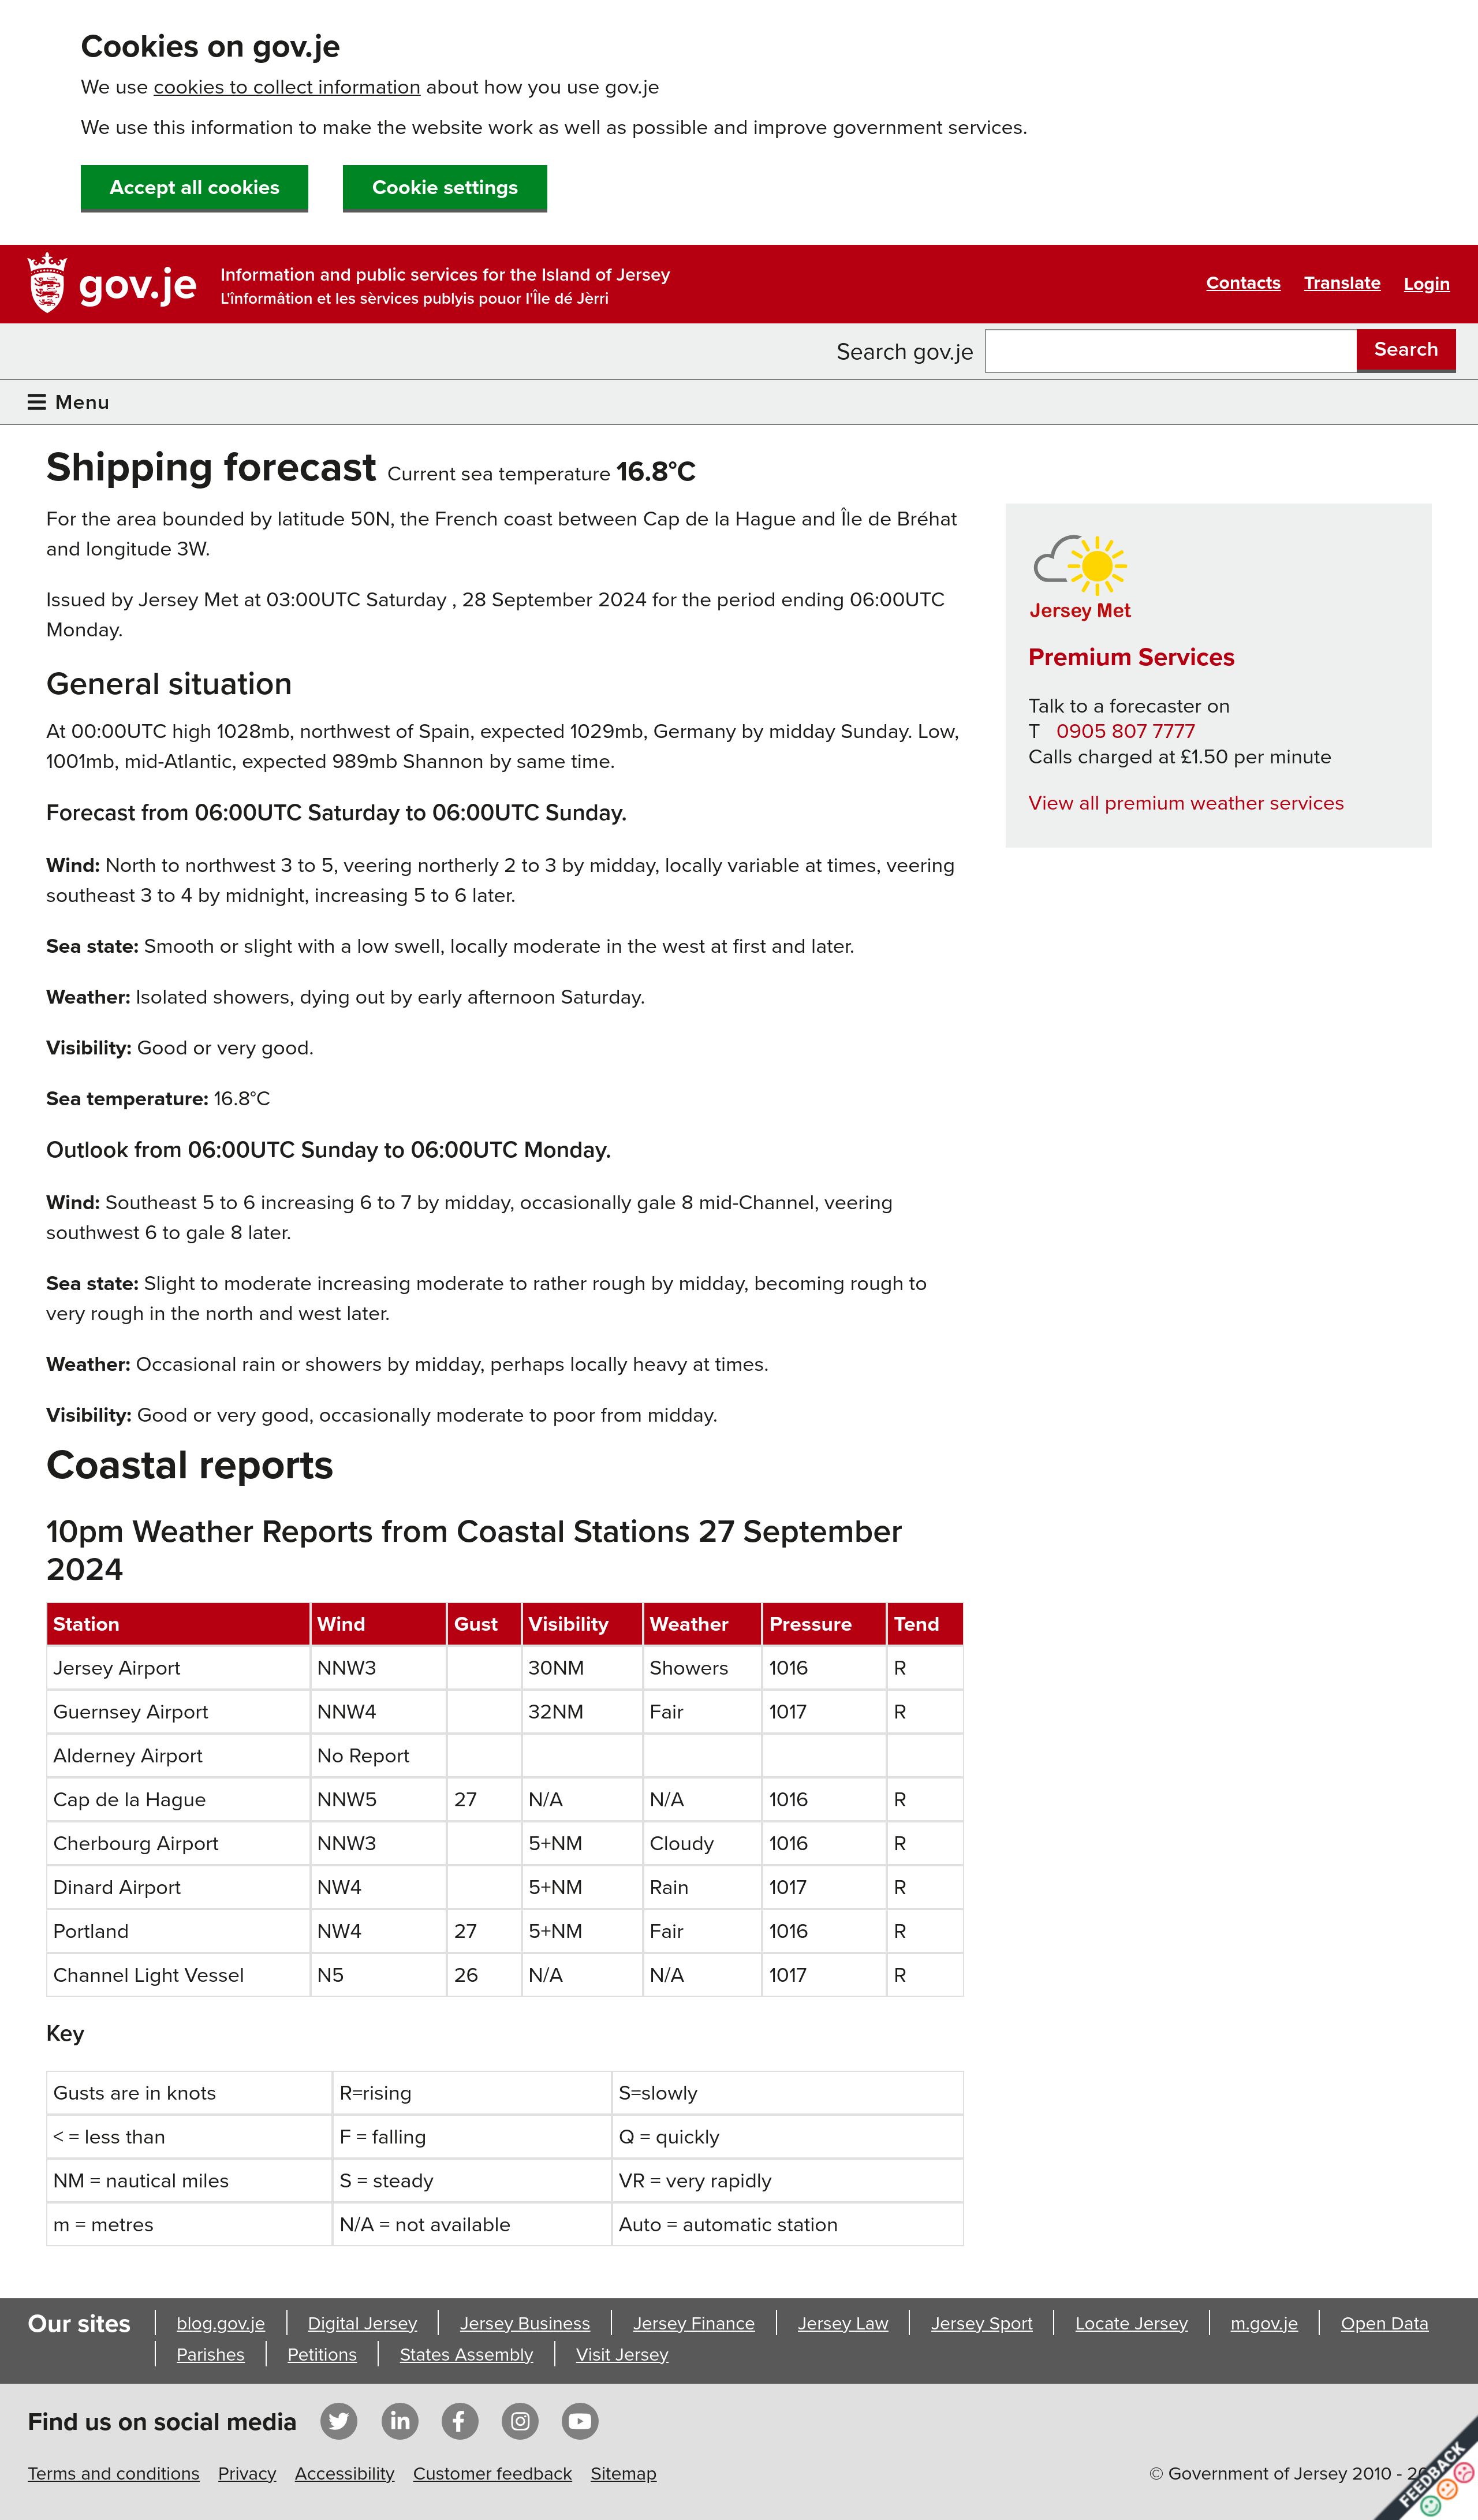 Cookies on gov.je
We use cookies to collect information about how you use gov.je
We use this information to make the website work as well as possible and improve government services.
Accept all cookies
Cookie settings
gov.je
Information and public services for the Island of Jersey
L'înformâtion et les sèrvices publyis pouor l'Île dé Jèrri
Contacts Translate Login
Search gov.je
Search
Menu
Shipping forecast Current sea temperature 16.8°C
For the area bounded by latitude 50N, the French coast between Cap de la Hague and Île de Bréhat
and longitude 3W.
Issued by Jersey Met at 03:00UTC Saturday , 28 September 2024 for the period ending 06:00UTC
Monday.
General situation
At 00:00UTC high 1028mb, northwest of Spain, expected 1029mb, Germany by midday Sunday. Low,
1001mb, mid-Atlantic, expected 989mb Shannon by same time.
Forecast from 06:00UTC Saturday to 06:00UTC Sunday.
Wind: North to northwest 3 to 5, veering northerly 2 to 3 by midday, locally variable at times, veering
southeast 3 to 4 by midnight, increasing 5 to 6 later.
Sea state: Smooth or slight with a low swell, locally moderate in the west at first and later.
Weather: Isolated showers, dying out by early afternoon Saturday.
Visibility: Good or very good.
Sea temperature: 16.8°C
Outlook from 06:00UTC Sunday to 06:00UTC Monday.
Wind: Southeast 5 to 6 increasing 6 to 7 by midday, occasionally gale 8 mid-Channel, veering
southwest 6 to gale 8 later.
Sea state: Slight to moderate increasing moderate to rather rough by midday, becoming rough to
very rough in the north and west later.
Weather: Occasional rain or showers by midday, perhaps locally heavy at times.
Visibility: Good or very good, occasionally moderate to poor from midday.
Jersey Met
Premium Services
Talk to a forecaster on
T 0905 807 7777
Calls charged at £1.50 per minute
View all premium weather services
Coastal reports
10pm Weather Reports from Coastal Stations 27 September
2024
Station Wind Gust Visibility Weather Pressure Tend
Jersey Airport NNW3 30NM Showers 1016 R
Guernsey Airport NNW4 32NM Fair 1017 R
Alderney Airport No Report
Cap de la Hague NNW5 27 N/A N/A 1016 R
Cherbourg Airport NNW3 5+NM Cloudy 1016 R
Dinard Airport NW4 5+NM Rain 1017 R
Portland NW4 27 5+NM Fair 1016 R
Channel Light Vessel N5 26 N/A N/A 1017 R
Key
Gusts are in knots R=rising S=slowly
< = less than F = falling Q = quickly
NM = nautical miles S = steady VR = very rapidly
m = metres N/A = not available Auto = automatic station
Our sites blog.gov.je Digital Jersey Jersey Business Jersey Finance Jersey Law Jersey Sport Locate Jersey m.gov.je Open Data
Parishes Petitions States Assembly Visit Jersey
Find us on social media
Terms and conditions Privacy Accessibility Customer feedback Sitemap
© Government of Jersey 2010 -
FEEDBACK